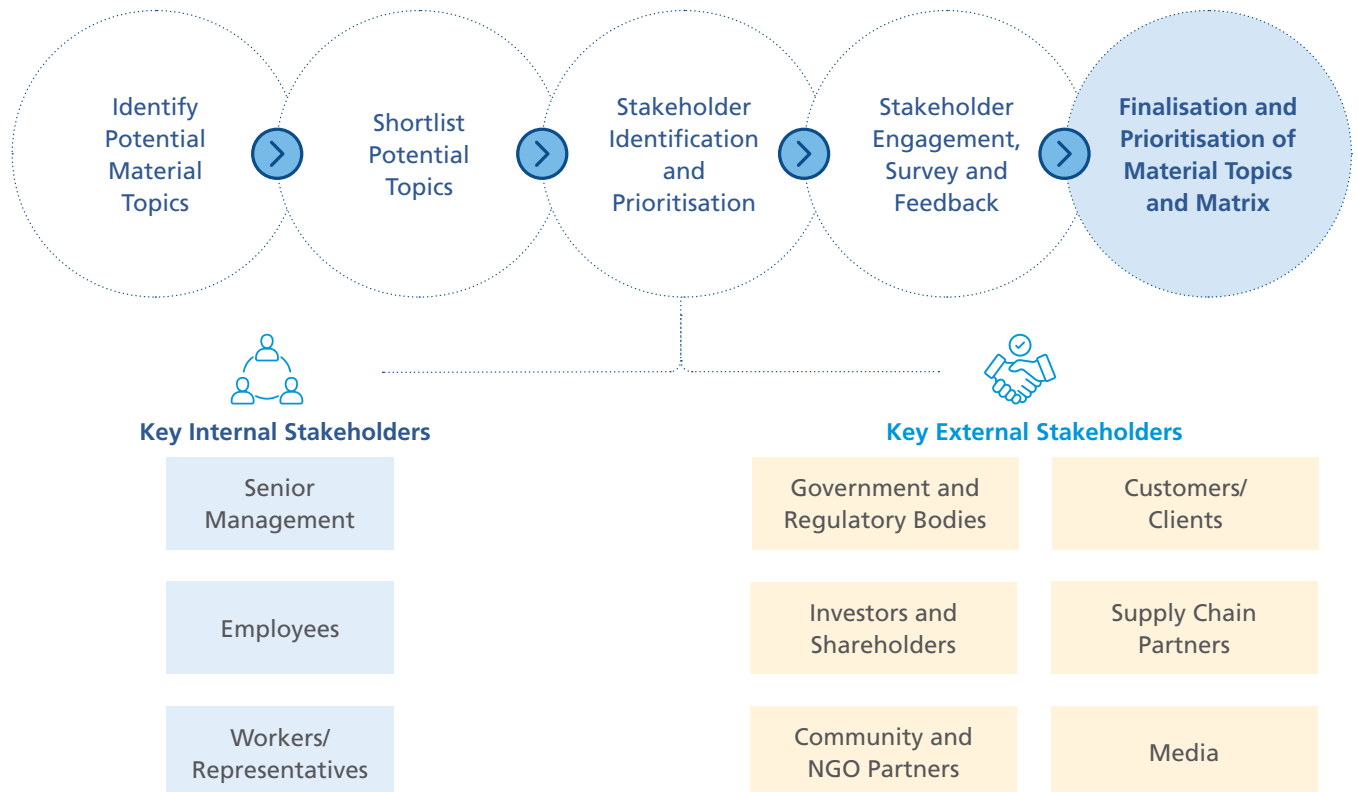 Identify
Potential
Material
Topics
Shortlist
Potential
Topics
Stakeholder
Identification
and
Prioritisation
Stakeholder
Engagement,
Survey and
Feedback
Finalisation and
Prioritisation of
Material Topics
and Matrix
Key Internal Stakeholders
Senior
Management
Employees
Workers/
Representatives
Key External Stakeholders
Government and
Regulatory Bodies
Customers/
Clients
Investors and
Shareholders
Supply Chain
Partners
Community and
NGO Partners
Media